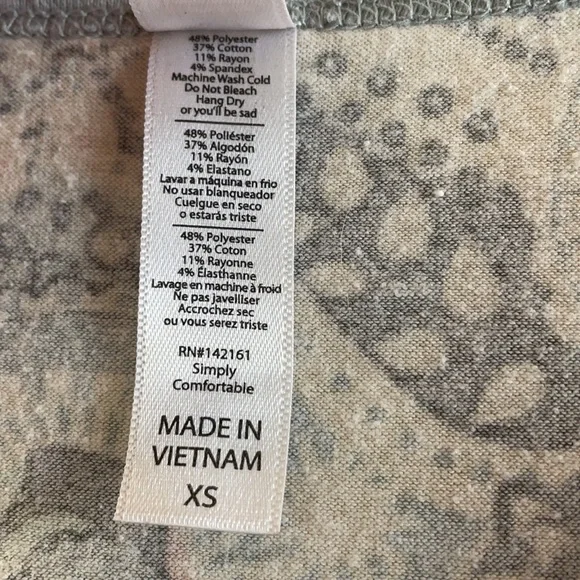 48% Polyester
37% Cotton
11% Rayon
4% Spandex
Machine Wash Cold
Do Not Bleach
Hang Dry
or you'll be sad
48% Poliéster
37% Algodón
11% Rayón
4% Elastano
Lavar a máquina en frio
No usar blanqueador
Cuelgue en seco
o estarás triste
48% Polyester
37% Coton
11% Rayonne
4% Élasthanne
Lavage en machine à froid
Ne pas javeiliser
Accrochez sec
ou vous serez triste
RN#142161
Simply
Comfortable
MADE IN
VIETNAM
XS